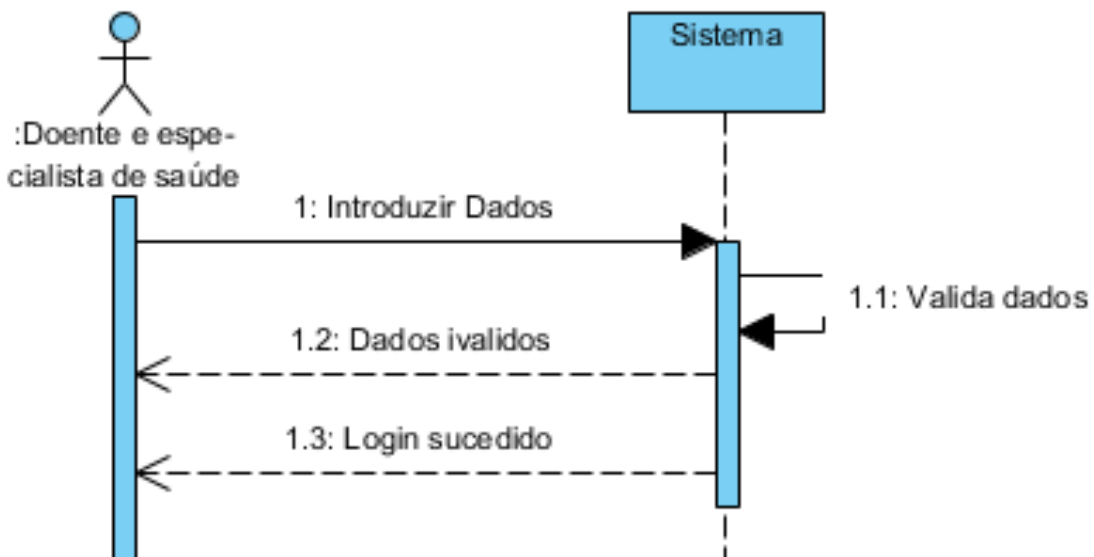 Sistema
:Doente e espe-
cialista de saúde
1: Introduzir Dados
1.1: Valida dados
1.2: Dados ivalidos
1.3: Login sucedido